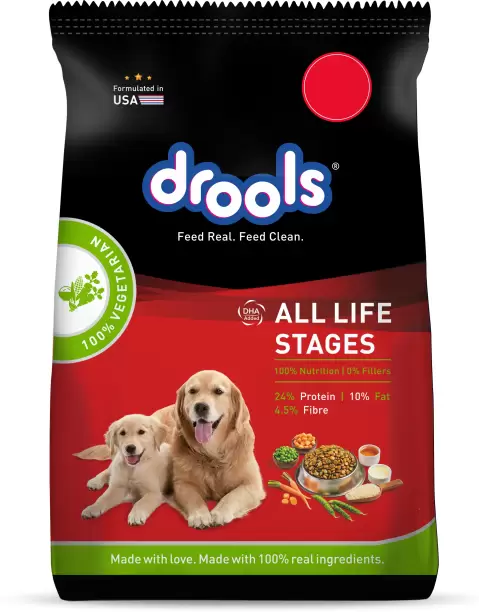 Formulated in
USA
drools®
Feed Real. Feed Clean.
100% VEGETARIAN
DHA
Added
ALL LIFE
STAGES
100% Nutrition | 0% Fillers
24% Protein | 10% Fat
4.5% Fibre
Made with love. Made with 100% real ingredients.